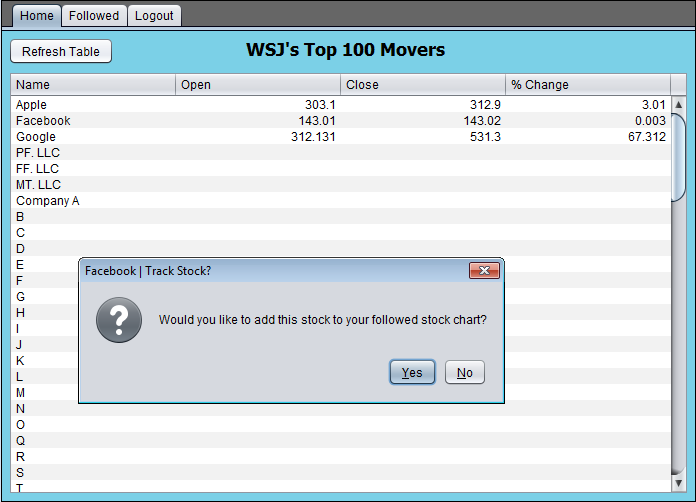 Home Followed Logout
Refresh Table WSJ's Top 100 Movers
Name Open Close % Change
Apple 303.1 312.9 3.01
Facebook 143.01 143.02 0.003
Google 312.131 531.3 67.312
PF. LLC
FF. LLC
MT. LLC
Company A
B
C
D
E
F
G
H
I
J
K
L
M
N
O
Q
R
S
T
Facebook | Track Stock?
Would you like to add this stock to your followed stock chart?
Yes No